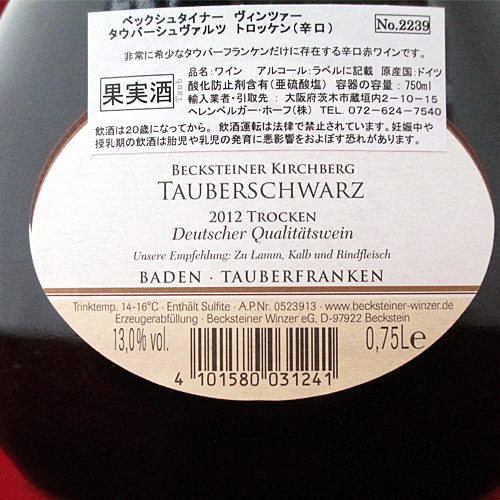 ベックシュタイナー ヴィンツァー
タウバーシュヴァルツ トロッケン(辛口)
No.2239
非常に希少なタウバーフランケンだけに存在する辛口赤ワインです。
果実酒
Taub
品名:ワイン アルコール:ラベルに記載 原産国:ドイツ
酸化防止剤含有(亜硫酸塩) 容器の容量:750ml
輸入業者・引取先 : 大阪府茨木市蔵垣内2-10-15
ヘレンベルガー・ホーフ(株) TEL. 072-624-7540
飲酒は20歳になってから。 飲酒運転は法律で禁止されています。妊娠中や
授乳期の飲酒は胎児や乳児の発育に悪影響をおよぼす恐れがあります。
BECKSTEINER KIRCHBERG
TAUBERSCHWARZ
2012 TROCKEN
Deutscher Qualitätswein
Unsere Empfehlung: Zu Lamm, Kalb und Rindfleisch
BADEN · TAUBERFRANKEN
Trinktemp. 14-16°C · Enthält Sulfite · A.P.Nr. 0523913 · www.becksteiner-winzer.de
Erzeugerabfüllung · Becksteiner Winzer eG, D-97922 Beckstein
13,0% vol.
0,75L℮
4 101580 031241